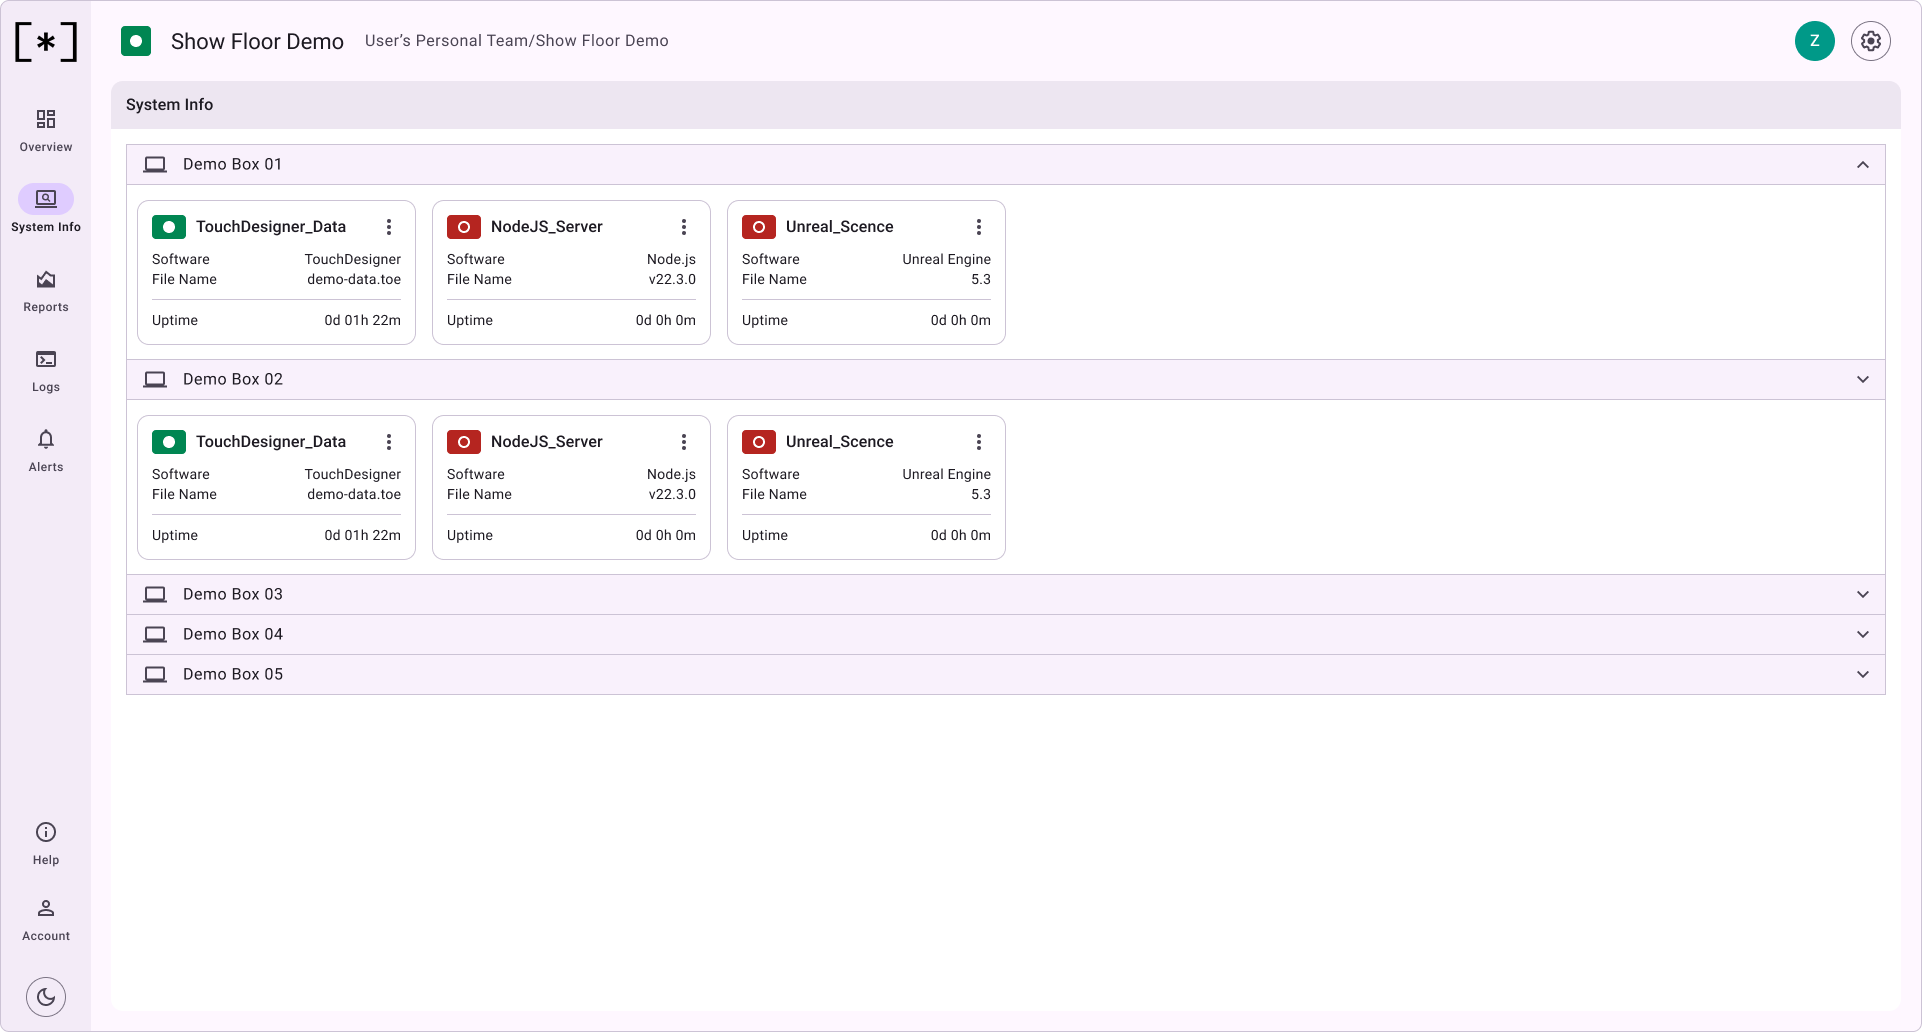 [*]
Show Floor Demo
User’s Personal Team/Show Floor Demo
Z
Overview
System Info
Reports
Logs
Alerts
Help
Account
System Info
Demo Box 01
TouchDesigner_Data
Software TouchDesigner
File Name demo-data.toe
Uptime 0d 01h 22m
NodeJS_Server
Software Node.js
File Name v22.3.0
Uptime 0d 0h 0m
Unreal_Scence
Software Unreal Engine
File Name 5.3
Uptime 0d 0h 0m
Demo Box 02
TouchDesigner_Data
Software TouchDesigner
File Name demo-data.toe
Uptime 0d 01h 22m
NodeJS_Server
Software Node.js
File Name v22.3.0
Uptime 0d 0h 0m
Unreal_Scence
Software Unreal Engine
File Name 5.3
Uptime 0d 0h 0m
Demo Box 03
Demo Box 04
Demo Box 05